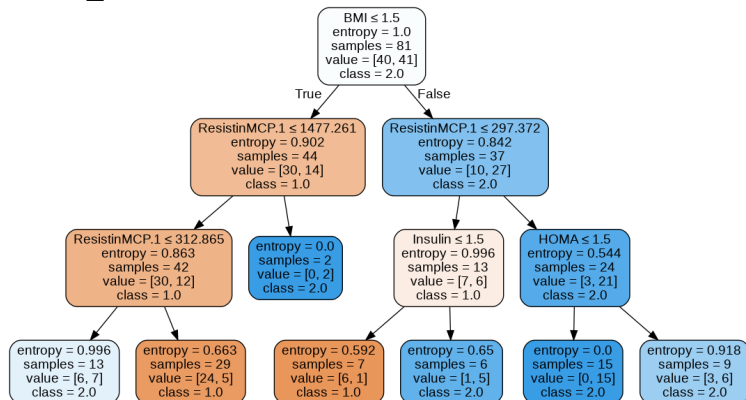 BMI ≤ 1.5
entropy = 1.0
samples = 81
value = [40, 41]
class = 2.0
True
False
ResistinMCP.1 ≤ 1477.261
entropy = 0.902
samples = 44
value = [30, 14]
class = 1.0
ResistinMCP.1 ≤ 297.372
entropy = 0.842
samples = 37
value = [10, 27]
class = 2.0
ResistinMCP.1 ≤ 312.865
entropy = 0.863
samples = 42
value = [30, 12]
class = 1.0
entropy = 0.0
samples = 2
value = [0, 2]
class = 2.0
Insulin ≤ 1.5
entropy = 0.996
samples = 13
value = [7, 6]
class = 1.0
HOMA ≤ 1.5
entropy = 0.544
samples = 24
value = [3, 21]
class = 2.0
entropy = 0.996
samples = 13
value = [6, 7]
class = 2.0
entropy = 0.663
samples = 29
value = [24, 5]
class = 1.0
entropy = 0.592
samples = 7
value = [6, 1]
class = 1.0
entropy = 0.65
samples = 6
value = [1, 5]
class = 2.0
entropy = 0.0
samples = 15
value = [0, 15]
class = 2.0
entropy = 0.918
samples = 9
value = [3, 6]
class = 2.0